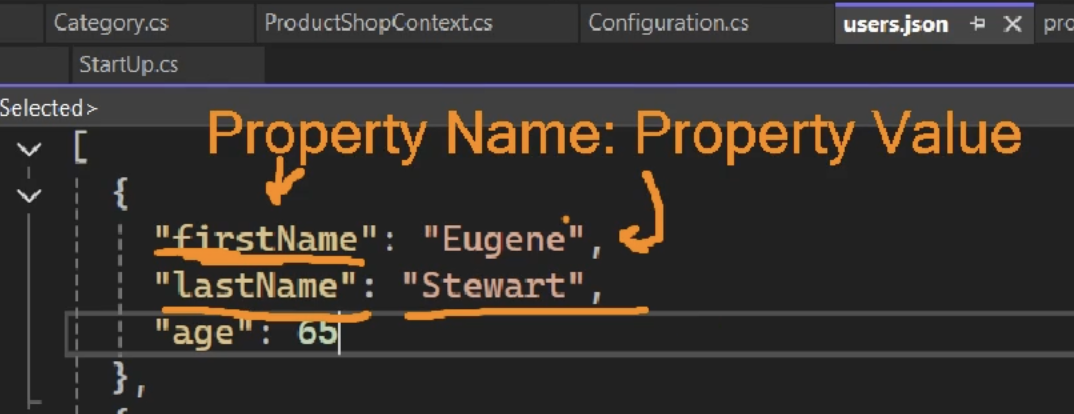 Category.cs ProductShopContext.cs Configuration.cs users.json pro
StartUp.cs
Selected>
Property Name: Property Value
[
{
"firstName": "Eugene",
"lastName": "Stewart",
"age": 65
},
{